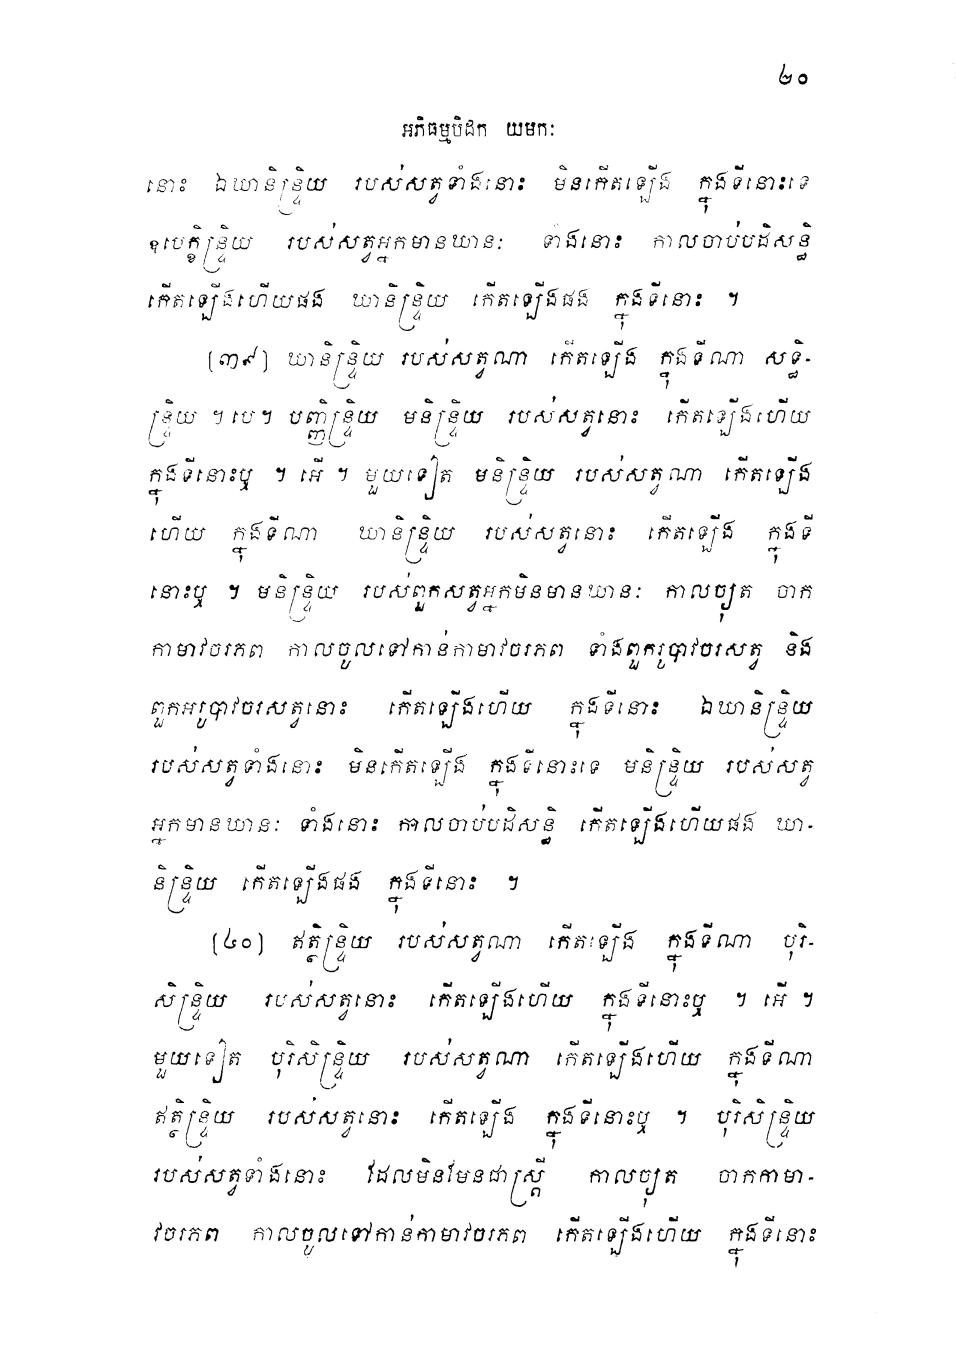 ៤០
អភិធម្មបិដក យមកៈ
នោះ ឯឃានិន្ទ្រិយ របស់សត្វទាំងនោះ មិនកើតឡើង ក្នុងទីនោះទេ
ឧបេក្ខិន្ទ្រិយ របស់សត្វអ្នកមានឃានៈ ទាំងនោះ កាលចាប់បដិសន្ធិ
កើតឡើងហើយផង ឃានិន្ទ្រិយ កើតឡើងផង ក្នុងទីនោះ ។
(៣៩) ឃានិន្ទ្រិយ របស់សត្វណា កើតឡើង ក្នុងទីណា សទ្ធិ-
ន្ទ្រិយ ។ បេ។ បញ្ញិន្ទ្រិយ មនិន្ទ្រិយ របស់សត្វនោះ កើតឡើងហើយ
ក្នុងទីនោះឬ ។ អើ ។ មួយទៀត មនិន្ទ្រិយ របស់សត្វណា កើតឡើង
ហើយ ក្នុងទីណា ឃានិន្ទ្រិយ របស់សត្វនោះ កើតឡើង ក្នុងទី
នោះឬ ។ មនិន្ទ្រិយ របស់ពួកសត្វអ្នកមិនមានឃានៈ កាលច្យុត ចាក
កាមាវចរភព កាលចូលទៅកាន់កាមាវចរភព ទាំងពួករូបាវចរសត្វ និង
ពួកអរូបាវចរសត្វនោះ កើតឡើងហើយ ក្នុងទីនោះ ឯឃានិន្ទ្រិយ
របស់សត្វទាំងនោះ មិនកើតឡើង ក្នុងទីនោះទេ មនិន្ទ្រិយ របស់សត្វ
អ្នកមានឃានៈ ទាំងនោះ កាលចាប់បដិសន្ធិ កើតឡើងហើយផង ឃា-
និន្ទ្រិយ កើតឡើងផង ក្នុងទីនោះ ។
(៤០) ឥត្ថិន្ទ្រិយ របស់សត្វណា កើតឡើង ក្នុងទីណា បុរិ-
សិន្ទ្រិយ របស់សត្វនោះ កើតឡើងហើយ ក្នុងទីនោះឬ ។ អើ ។
មួយទៀត បុរិសិន្ទ្រិយ របស់សត្វណា កើតឡើងហើយ ក្នុងទីណា
ឥត្ថិន្ទ្រិយ របស់សត្វនោះ កើតឡើង ក្នុងទីនោះឬ ។ បុរិសិន្ទ្រិយ
របស់សត្វទាំងនោះ ដែលមិនមែនជាស្ត្រី កាលច្យុត ចាកកាមា-
វចរភព កាលចូលទៅកាន់កាមាវចរភព កើតឡើងហើយ ក្នុងទីនោះ